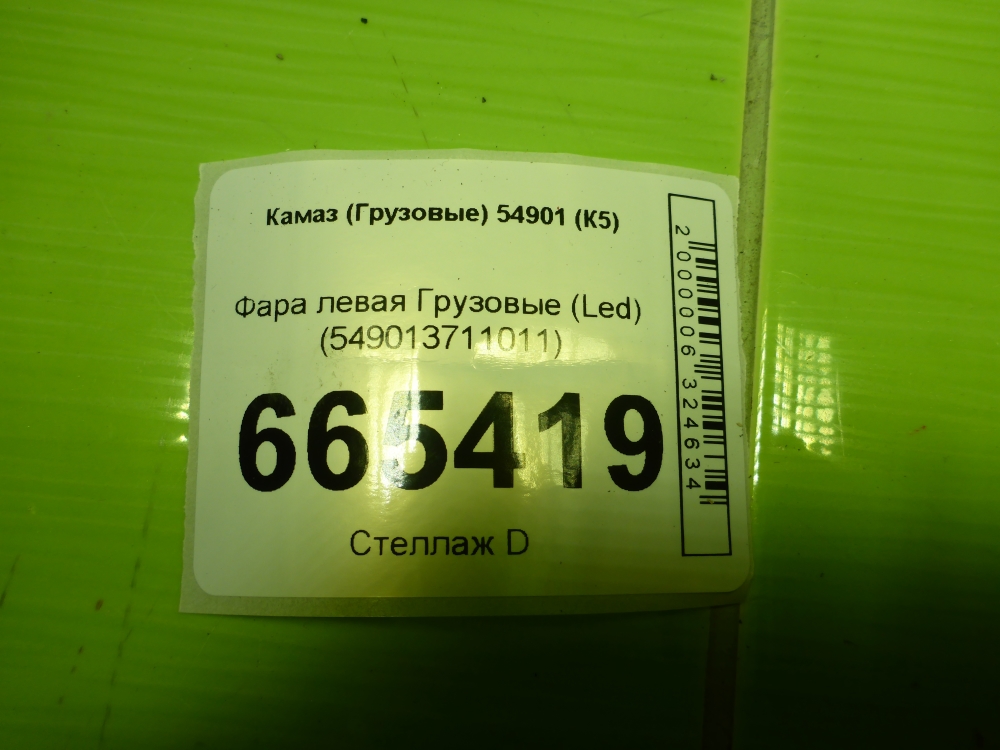 Камаз (Грузовые) 54901 (К5)
Фара левая Грузовые (Led)
(549013711011)
665419
Стеллаж D
2000006324634